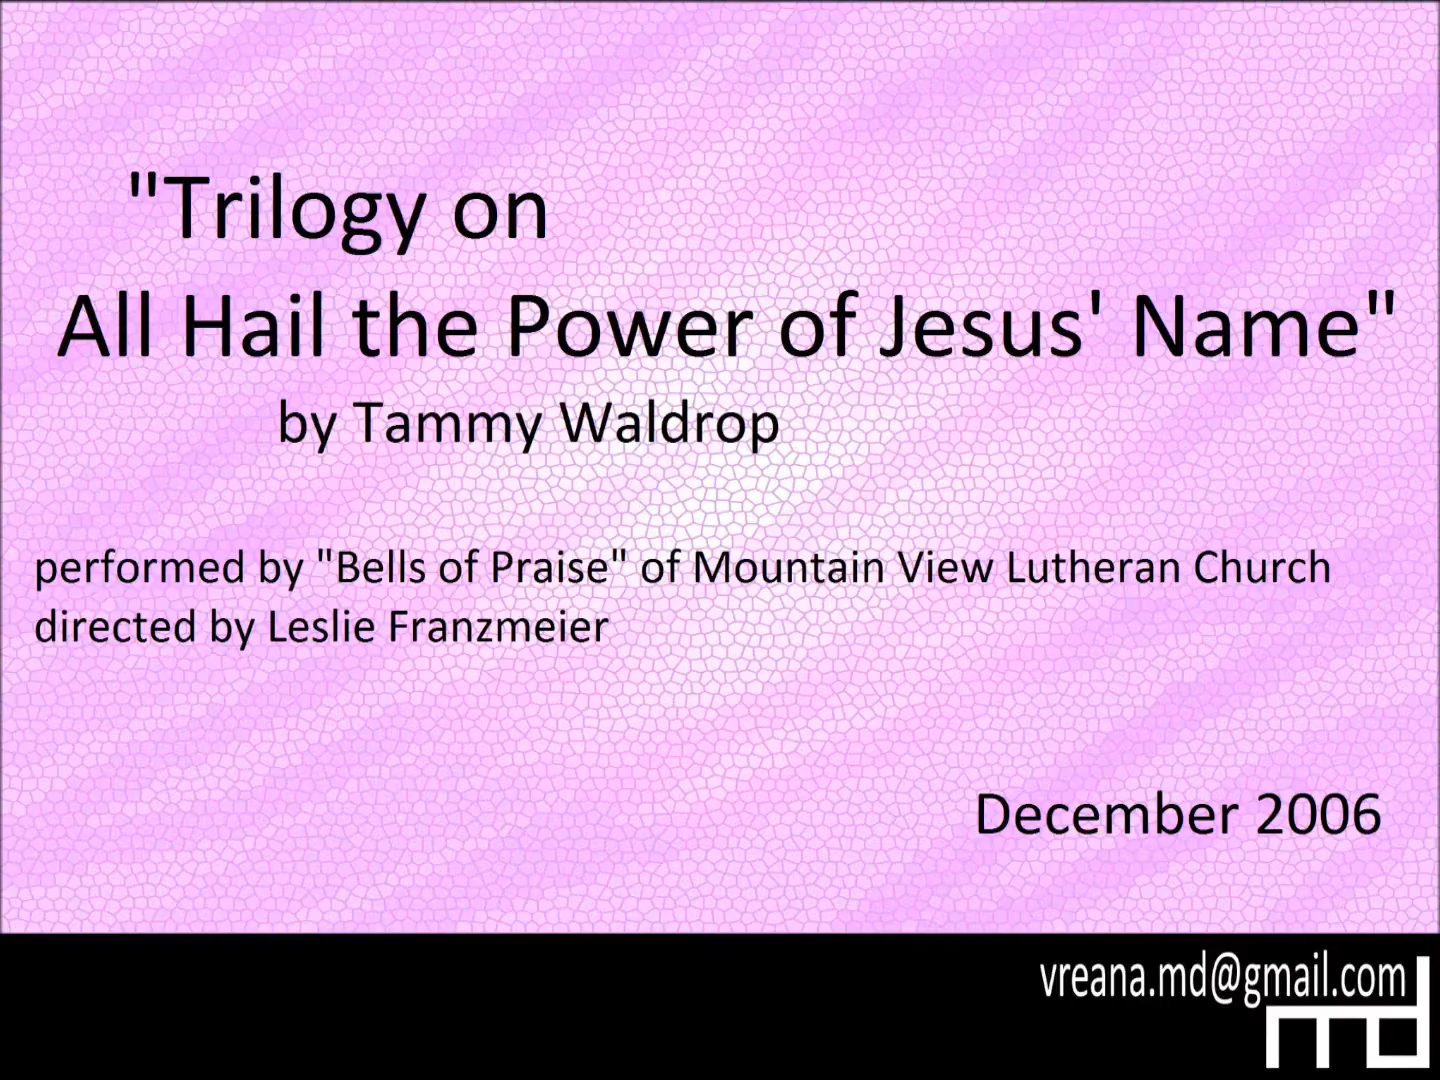 "Trilogy on
All Hail the Power of Jesus' Name"
by Tammy Waldrop
performed by "Bells of Praise" of Mountain View Lutheran Church
directed by Leslie Franzmeier
December 2006
vreana.md@gmail.com
md